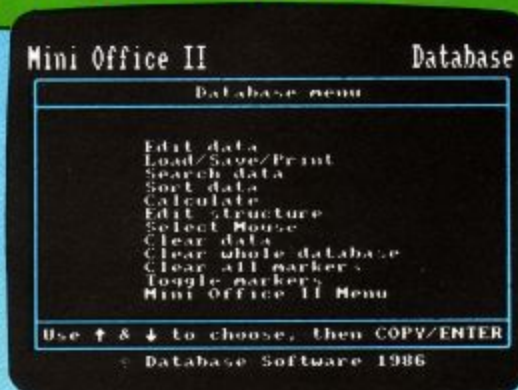 Mini Office II Database
Database menu
Edit data
Load/Save/Print
Search data
Sort data
Calculate
Edit structure
Select Mouse
Clear data
Clear whole database
Clear all markers
Toggle markers
Mini Office II Menu
Use ↑ & ↓ to choose, then COPY/ENTER
© Database Software 1986